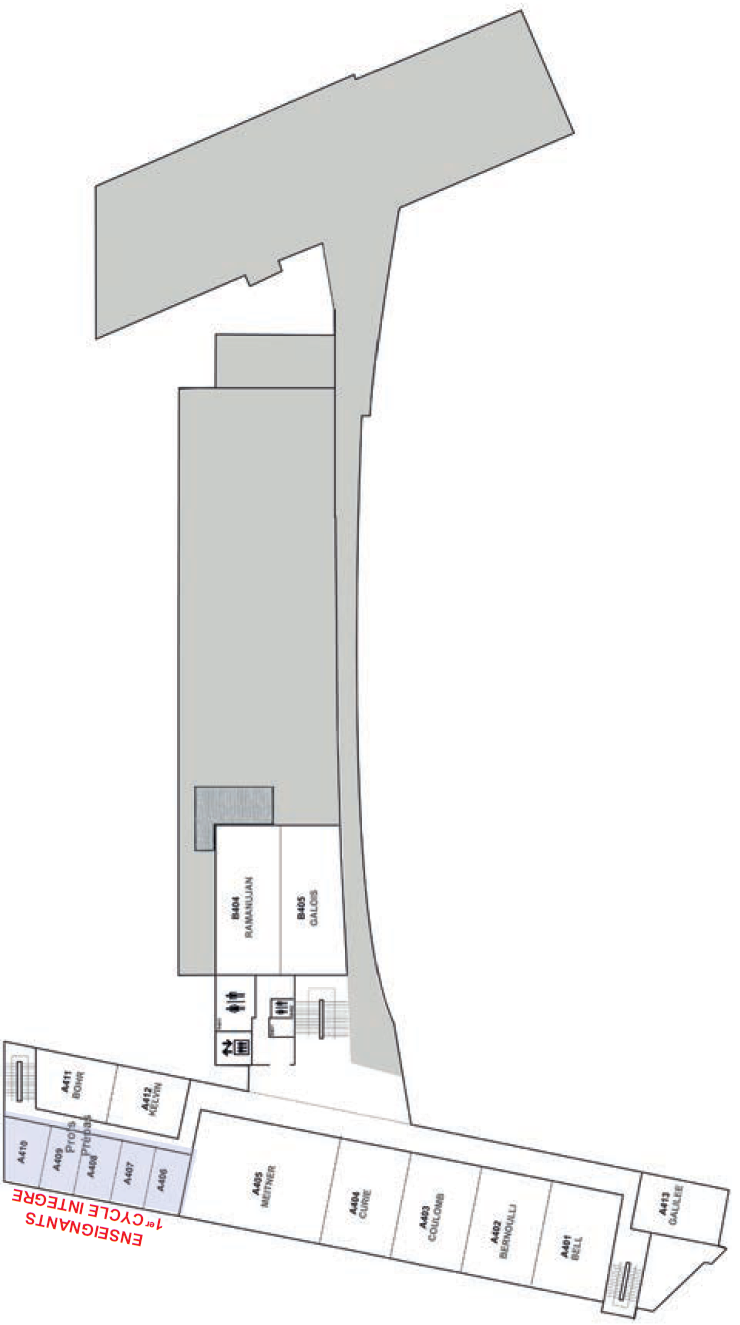 B404
RAMANUJAN
B405
GALOIS
A411
BOHR
A412
KELVIN
A410
A409
A408
A407
A406
Profs
Prépas
ENSEIGNANTS
1er CYCLE INTEGRE
A405
MEITNER
A404
CURIE
A403
COULOMB
A402
BERNOULLI
A401
BELL
A413
GALILEE